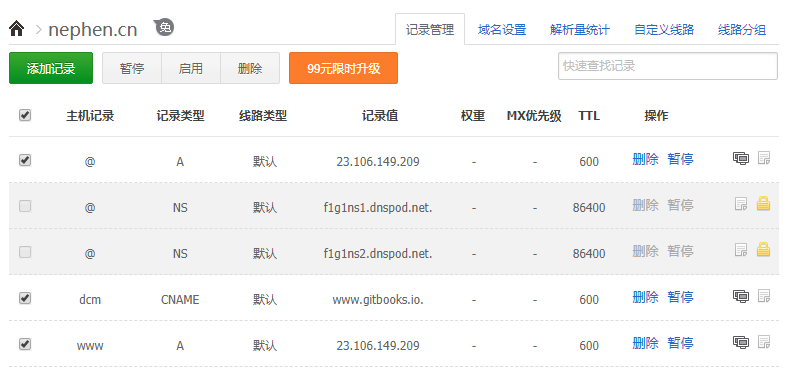 nephen.cn 免 记录管理 域名设置 解析量统计 自定义线路 线路分组
添加记录 暂停 启用 删除 99元限时升级 快速查找记录
主机记录 记录类型 线路类型 记录值 权重 MX优先级 TTL 操作
@ A 默认 23.106.149.209 - - 600 删除 暂停
@ NS 默认 f1g1ns1.dnspod.net. - - 86400 删除 暂停
@ NS 默认 f1g1ns2.dnspod.net. - - 86400 删除 暂停
dcm CNAME 默认 www.gitbooks.io. - - 600 删除 暂停
www A 默认 23.106.149.209 - - 600 删除 暂停